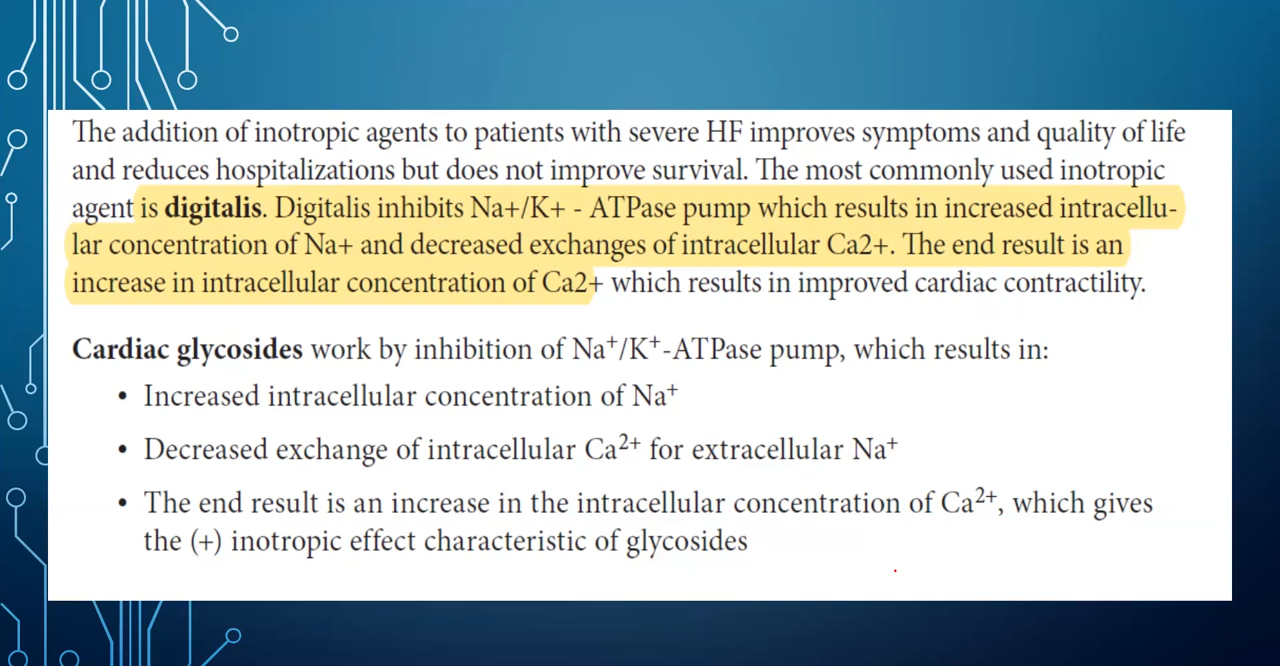 The addition of inotropic agents to patients with severe HF improves symptoms and quality of life
and reduces hospitalizations but does not improve survival. The most commonly used inotropic
agent is digitalis. Digitalis inhibits Na+/K+ - ATPase pump which results in increased intracellu-
lar concentration of Na+ and decreased exchanges of intracellular Ca2+. The end result is an
increase in intracellular concentration of Ca2+ which results in improved cardiac contractility.
Cardiac glycosides work by inhibition of Na⁺/K⁺-ATPase pump, which results in:
• Increased intracellular concentration of Na⁺
• Decreased exchange of intracellular Ca²⁺ for extracellular Na⁺
• The end result is an increase in the intracellular concentration of Ca²⁺, which gives
the (+) inotropic effect characteristic of glycosides